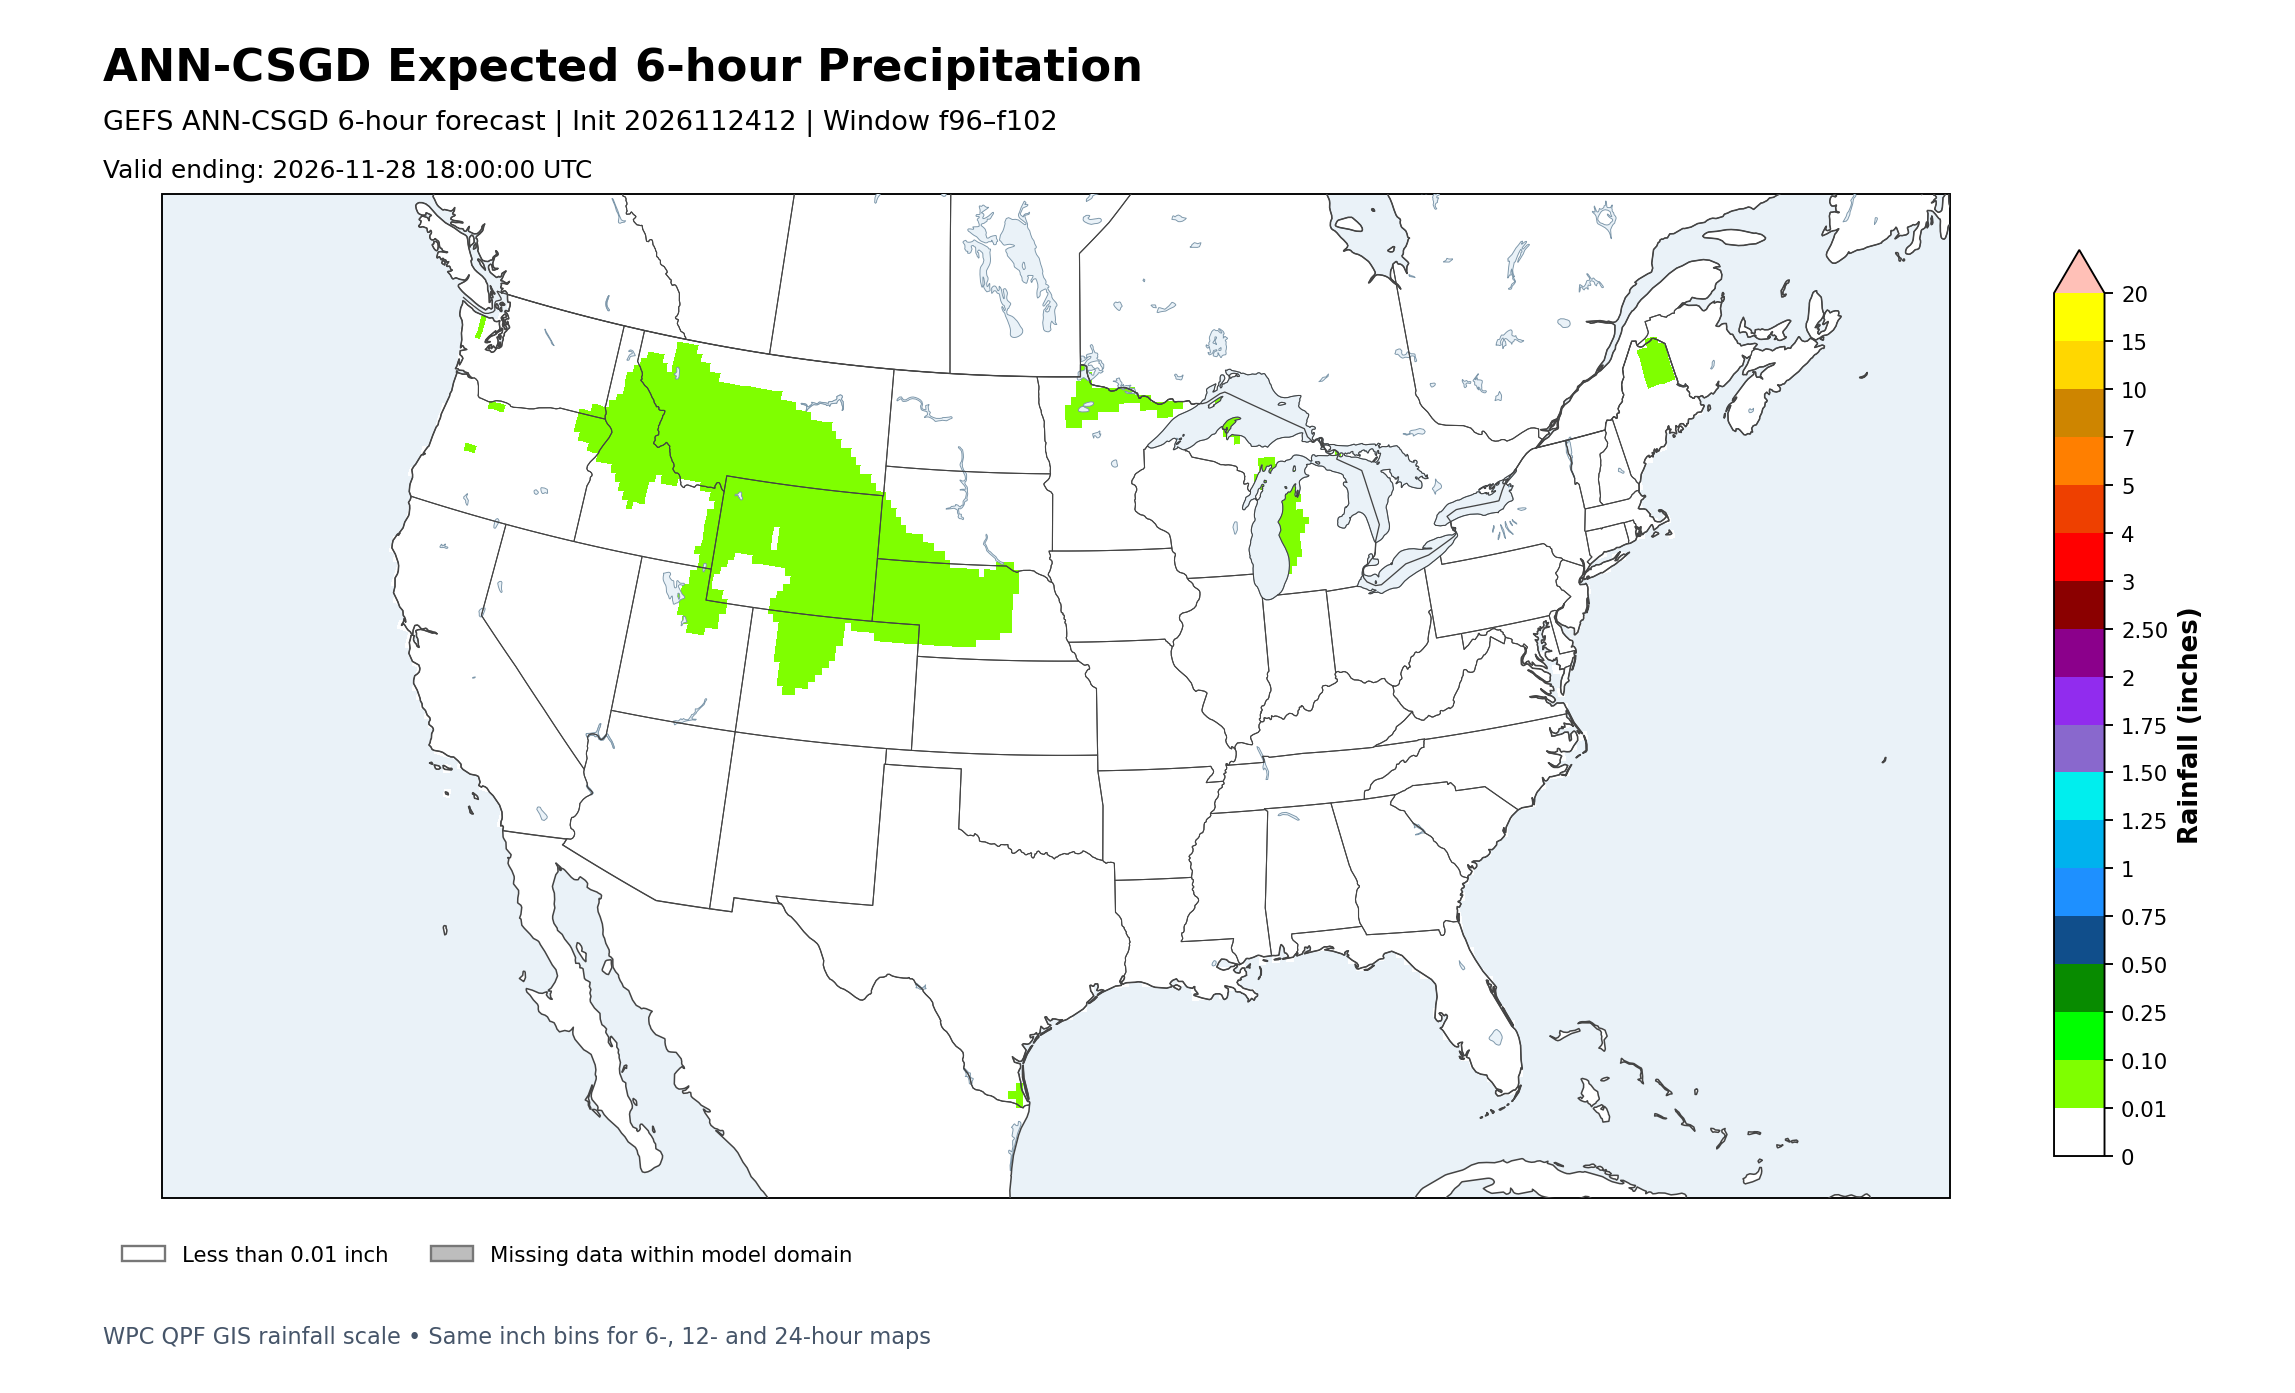 ANN-CSGD Expected 6-hour Precipitation
GEFS ANN-CSGD 6-hour forecast | Init 2026112412 | Window f96–f102
Valid ending: 2026-11-28 18:00:00 UTC
20
15
10
7
5
4
3
2.50
2
1.75
1.50
1.25
1
0.75
0.50
0.25
0.10
0.01
0
Rainfall (inches)
Less than 0.01 inch
Missing data within model domain
WPC QPF GIS rainfall scale • Same inch bins for 6-, 12- and 24-hour maps